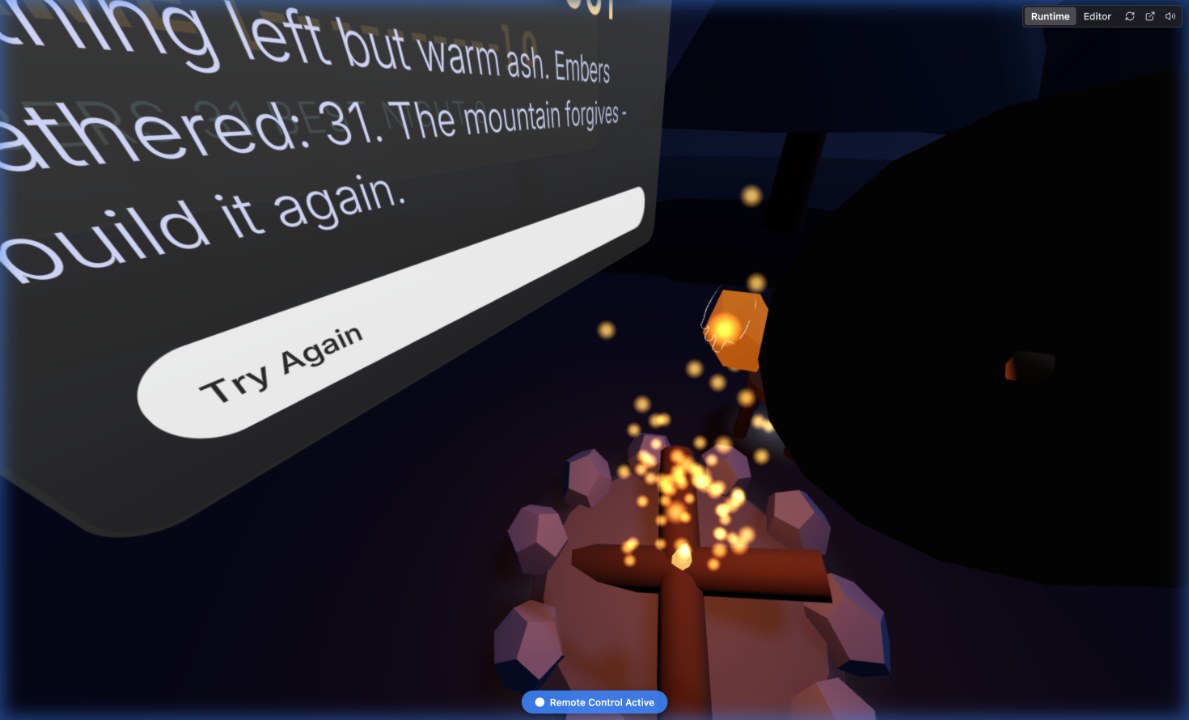 Runtime Editor
thing left but warm ash. Embers
athered: 31. The mountain forgives -
build it again.
Try Again
Remote Control Active